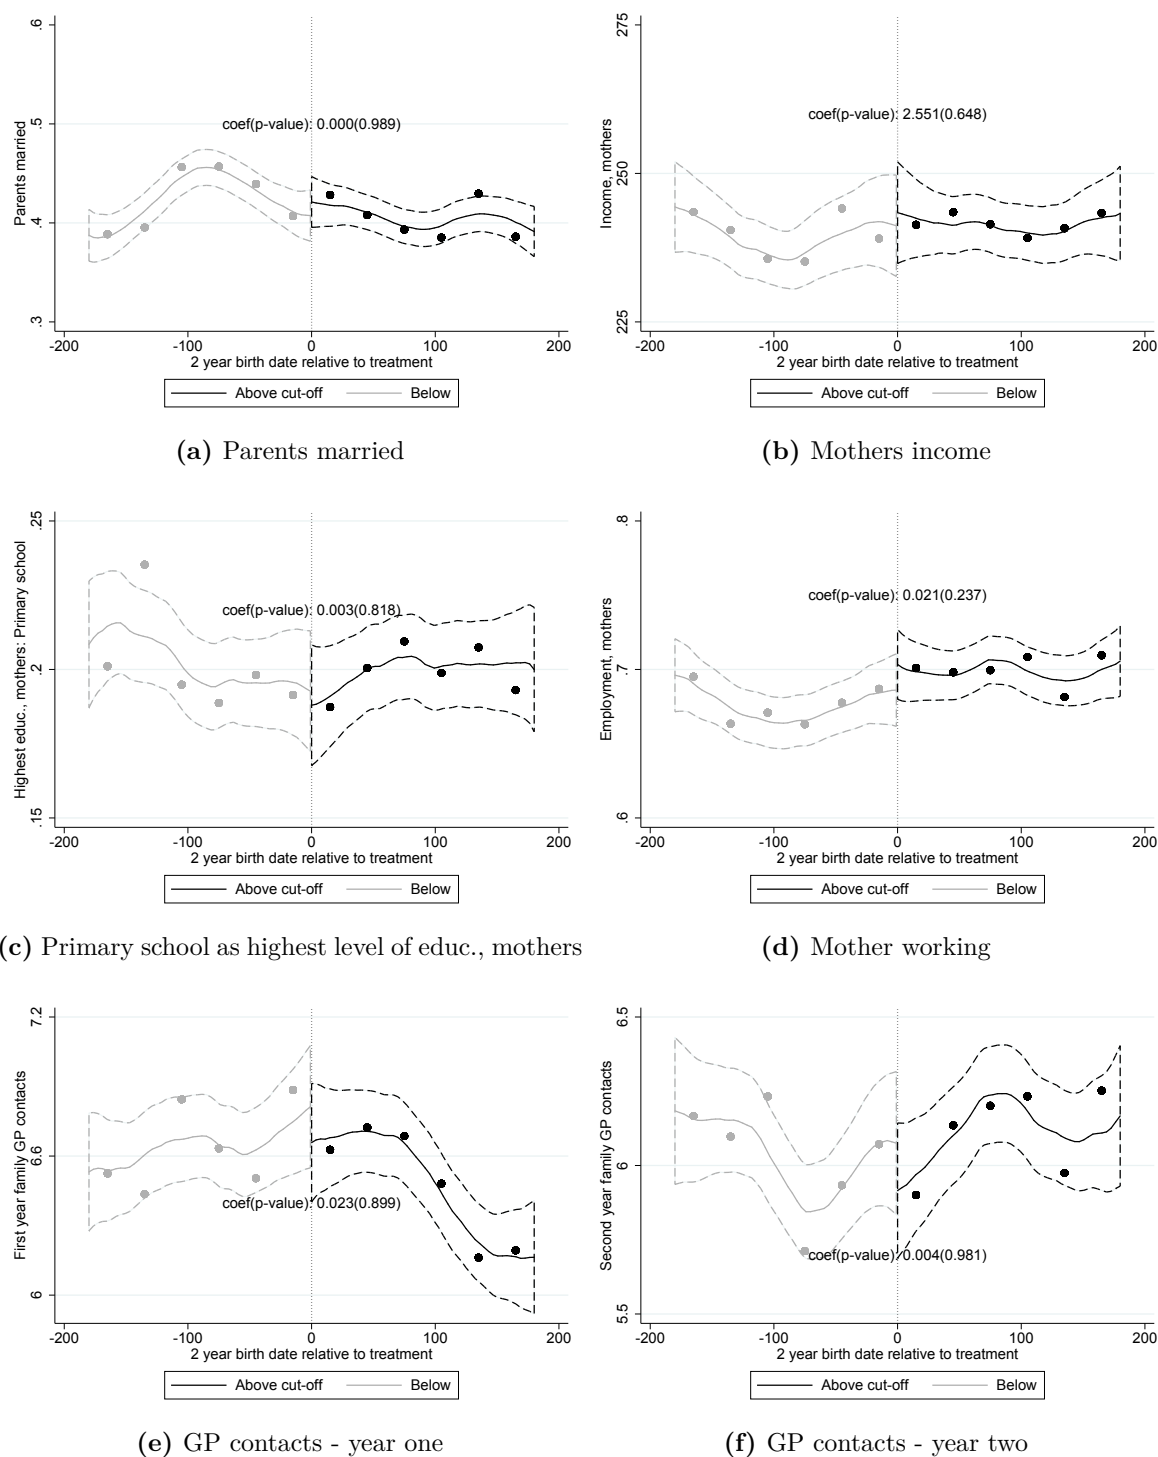 .6
.5
.4
.3
Parents married
coef(p-value): 0.000(0.989)
-200
-100
0
100
200
2 year birth date relative to treatment
Above cut-off
Below
(a) Parents married
275
250
225
Income, mothers
coef(p-value): 2.551(0.648)
-200
-100
0
100
200
2 year birth date relative to treatment
Above cut-off
Below
(b) Mothers income
.25
.2
.15
Highest educ., mothers: Primary school
coef(p-value): 0.003(0.818)
-200
-100
0
100
200
2 year birth date relative to treatment
Above cut-off
Below
(c) Primary school as highest level of educ., mothers
.8
.7
.6
Employment, mothers
coef(p-value): 0.021(0.237)
-200
-100
0
100
200
2 year birth date relative to treatment
Above cut-off
Below
(d) Mother working
7.2
6.6
6
First year family GP contacts
coef(p-value): 0.023(0.899)
-200
-100
0
100
200
2 year birth date relative to treatment
Above cut-off
Below
(e) GP contacts - year one
6.5
6
5.5
Second year family GP contacts
coef(p-value): 0.004(0.981)
-200
-100
0
100
200
2 year birth date relative to treatment
Above cut-off
Below
(f) GP contacts - year two